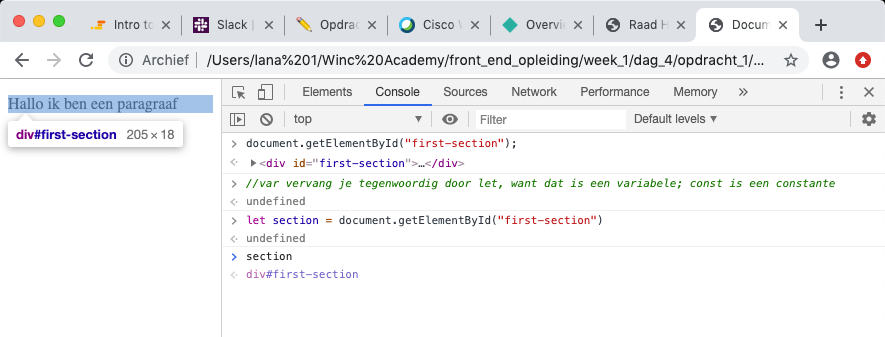 Intro to
Slack |
Opdrac
Cisco W
Overvie
Raad H
Docum
Archief | /Users/lana%201/Winc%20Academy/front_end_opleiding/week_1/dag_4/opdracht_1/...
Hallo ik ben een paragraaf
div#first-section 205 × 18
Elements Console Sources Network Performance Memory »
top Filter Default levels ▼
document.getElementById("first-section");
<div id="first-section">…</div>
//var vervang je tegenwoordig door let, want dat is een variabele; const is een constante
undefined
let section = document.getElementById("first-section")
undefined
section
div#first-section